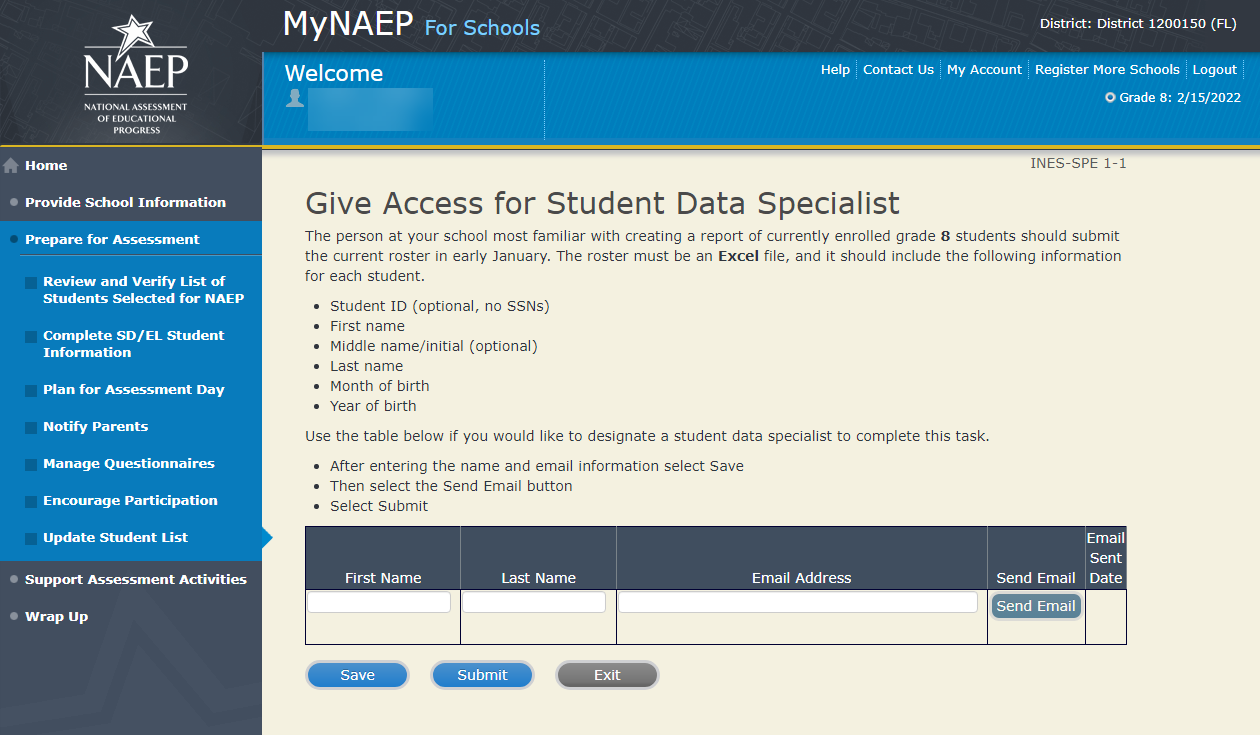 NAEP
NATIONAL ASSESSMENT
OF EDUCATIONAL
PROGRESS
MyNAEP For Schools
District: District 1200150 (FL)
Welcome
Help
Contact Us
My Account
Register More Schools
Logout
Grade 8: 2/15/2022
Home
Provide School Information
Prepare for Assessment
Review and Verify List of
Students Selected for NAEP
Complete SD/EL Student
Information
Plan for Assessment Day
Notify Parents
Manage Questionnaires
Encourage Participation
Update Student List
Support Assessment Activities
Wrap Up
INES-SPE 1-1
Give Access for Student Data Specialist
The person at your school most familiar with creating a report of currently enrolled grade 8 students should submit
the current roster in early January. The roster must be an Excel file, and it should include the following information
for each student.
• Student ID (optional, no SSNs)
• First name
• Middle name/initial (optional)
• Last name
• Month of birth
• Year of birth
Use the table below if you would like to designate a student data specialist to complete this task.
• After entering the name and email information select Save
• Then select the Send Email button
• Select Submit
First Name
Last Name
Email Address
Send Email
Email
Sent
Date
Send Email
Save
Submit
Exit